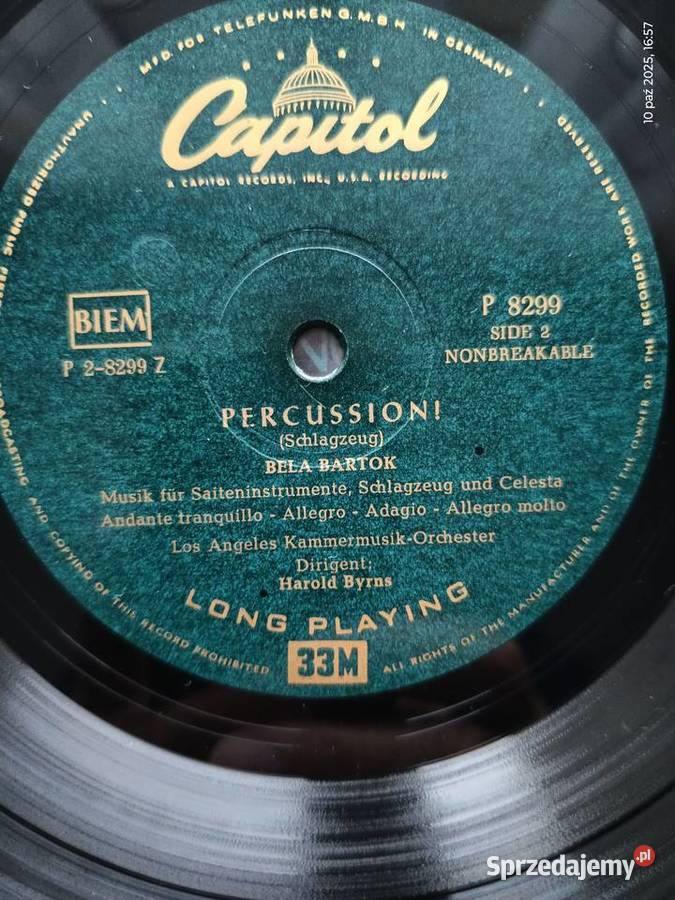 MFD FOR TELEFUNKEN G.M.B.H. IN GERMANY
Capitol
A CAPITOL RECORDS, INC., U.S.A. RECORDING
BIEM
P 2-8299 Z
P 8299
SIDE 2
NONBREAKABLE
PERCUSSION!
(Schlagzeug)
BELA BARTOK
Musik für Saiteninstrumente, Schlagzeug und Celesta
Andante tranquillo - Allegro - Adagio - Allegro molto
Los Angeles Kammermusik-Orchester
Dirigent:
Harold Byrns
LONG PLAYING
33M
ALL RIGHTS OF THE MANUFACTURER AND OF THE OWNER OF THE RECORDED WORK ARE RESERVED
UNAUTHORIZED PUBLIC
BROADCASTING AND COPYING OF THIS RECORD PROHIBITED
10 paź 2025, 16:57
Sprzedajemy.pl